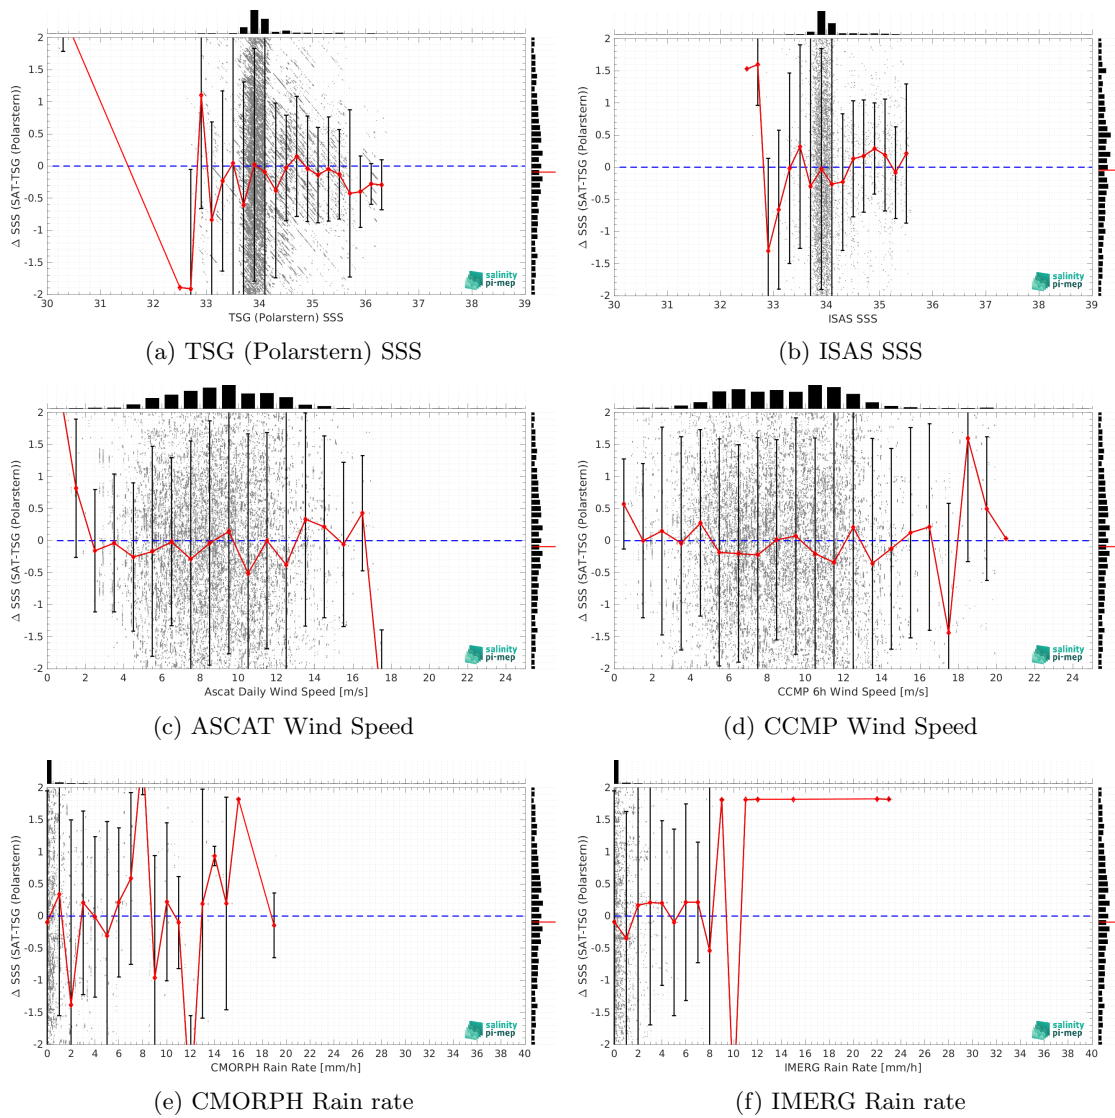 2
1.5
1
0.5
0
-0.5
-1
-1.5
-2
Δ SSS (SAT-TSG (Polarstern))
30 31 32 33 34 35 36 37 38 39
TSG (Polarstern) SSS
salinity
pi-mep
(a) TSG (Polarstern) SSS
2
1.5
1
0.5
0
-0.5
-1
-1.5
-2
Δ SSS (SAT-TSG (Polarstern))
30 31 32 33 34 35 36 37 38 39
ISAS SSS
salinity
pi-mep
(b) ISAS SSS
2
1.5
1
0.5
0
-0.5
-1
-1.5
-2
Δ SSS (SAT-TSG (Polarstern))
0 2 4 6 8 10 12 14 16 18 20 22 24
Ascat Daily Wind Speed [m/s]
salinity
pi-mep
(c) ASCAT Wind Speed
2
1.5
1
0.5
0
-0.5
-1
-1.5
-2
Δ SSS (SAT-TSG (Polarstern))
0 2 4 6 8 10 12 14 16 18 20 22 24
CCMP 6h Wind Speed [m/s]
salinity
pi-mep
(d) CCMP Wind Speed
2
1.5
1
0.5
0
-0.5
-1
-1.5
-2
Δ SSS (SAT-TSG (Polarstern))
0 2 4 6 8 10 12 14 16 18 20 22 24 26 28 30 32 34 36 38 40
CMORPH Rain Rate [mm/h]
salinity
pi-mep
(e) CMORPH Rain rate
2
1.5
1
0.5
0
-0.5
-1
-1.5
-2
Δ SSS (SAT-TSG (Polarstern))
0 2 4 6 8 10 12 14 16 18 20 22 24 26 28 30 32 34 36 38 40
IMERG Rain Rate [mm/h]
salinity
pi-mep
(f) IMERG Rain rate